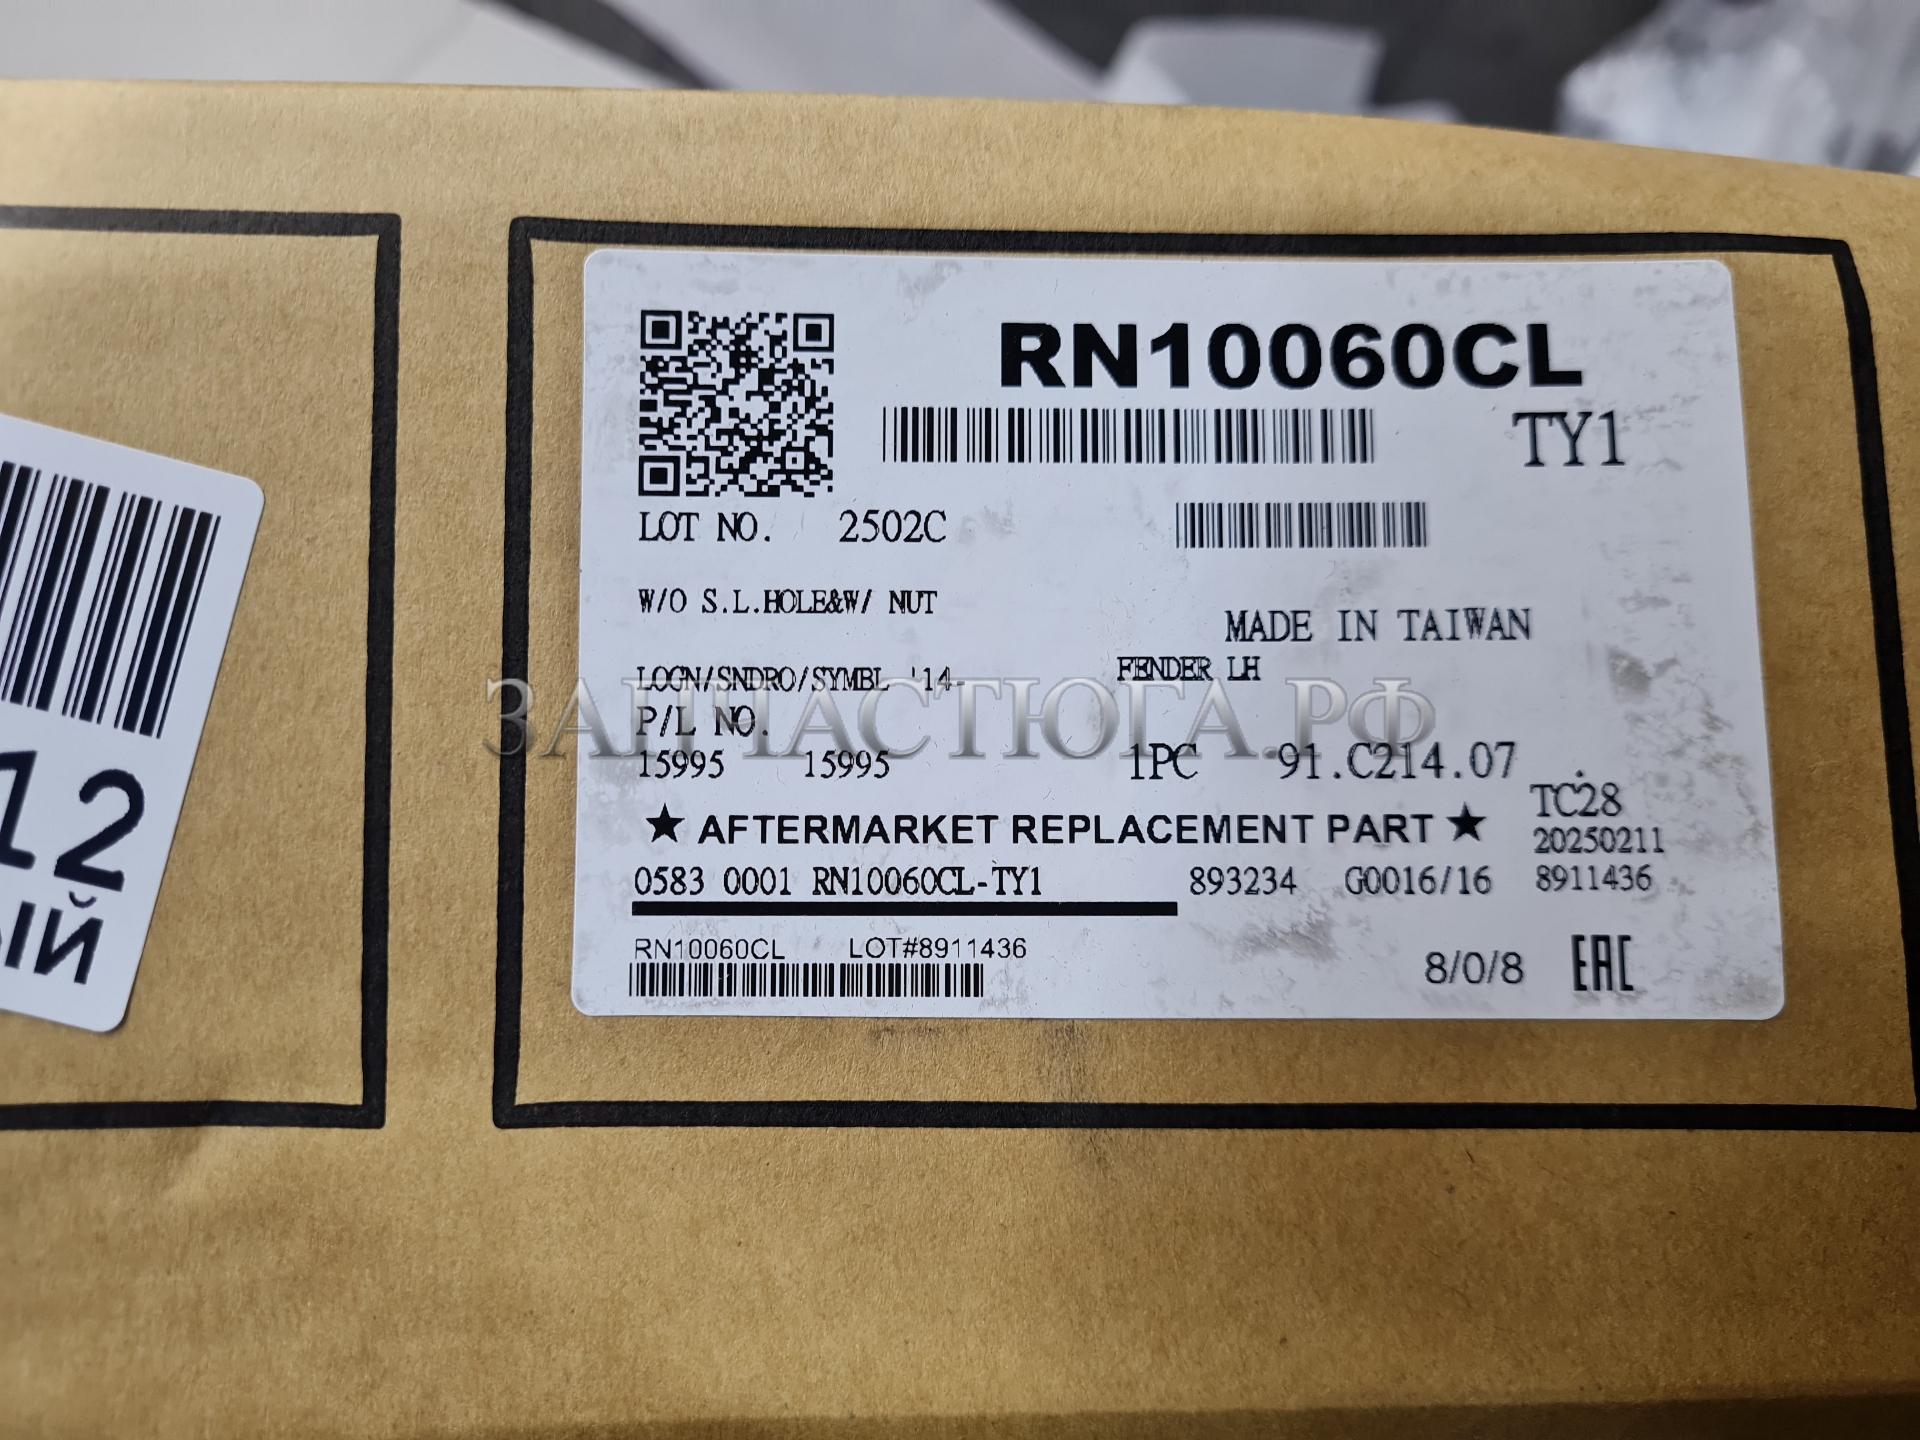 RN10060CL
TY1
LOT NO. 2502C
W/O S.L.HOLE&W/ NUT
MADE IN TAIWAN
LOGN/SNDRO/SYMBL '14-
FENDER LH
ЗАПЧАСТЮГА.РФ
P/L NO.
15995 15995 1PC 91.C214.07
TC28
★ AFTERMARKET REPLACEMENT PART ★
20250211
0583 0001 RN10060CL-TY1 893234 G0016/16 8911436
RN10060CL LOT#8911436
8/0/8 EAC
12
ЫЙ